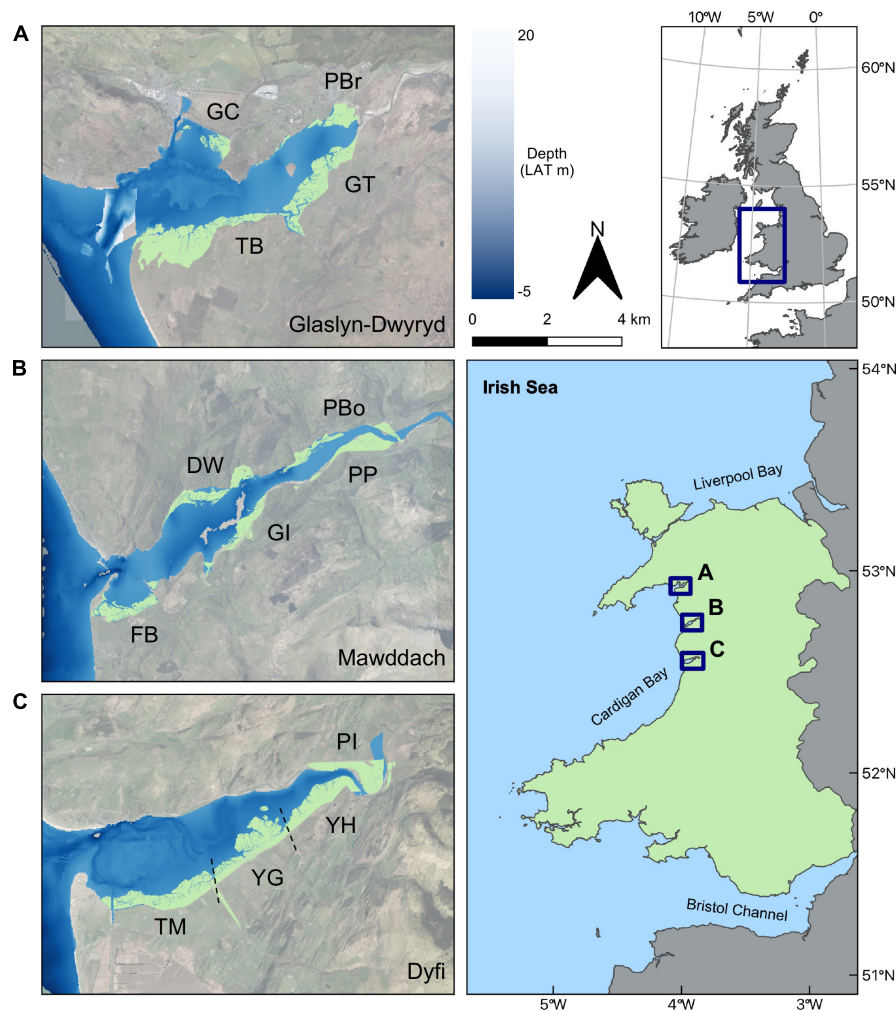 A
GC
PBr
GT
TB
Glaslyn-Dwyryd
20
Depth
(LAT m)
-5
N
0 2 4 km
10°W 5°W 0°
60°N
55°N
50°N
B
PBo
DW
PP
GI
FB
Mawddach
C
PI
YH
YG
TM
Dyfi
Irish Sea
Liverpool Bay
A
B
C
Cardigan Bay
Bristol Channel
54°N
53°N
52°N
51°N
5°W 4°W 3°W